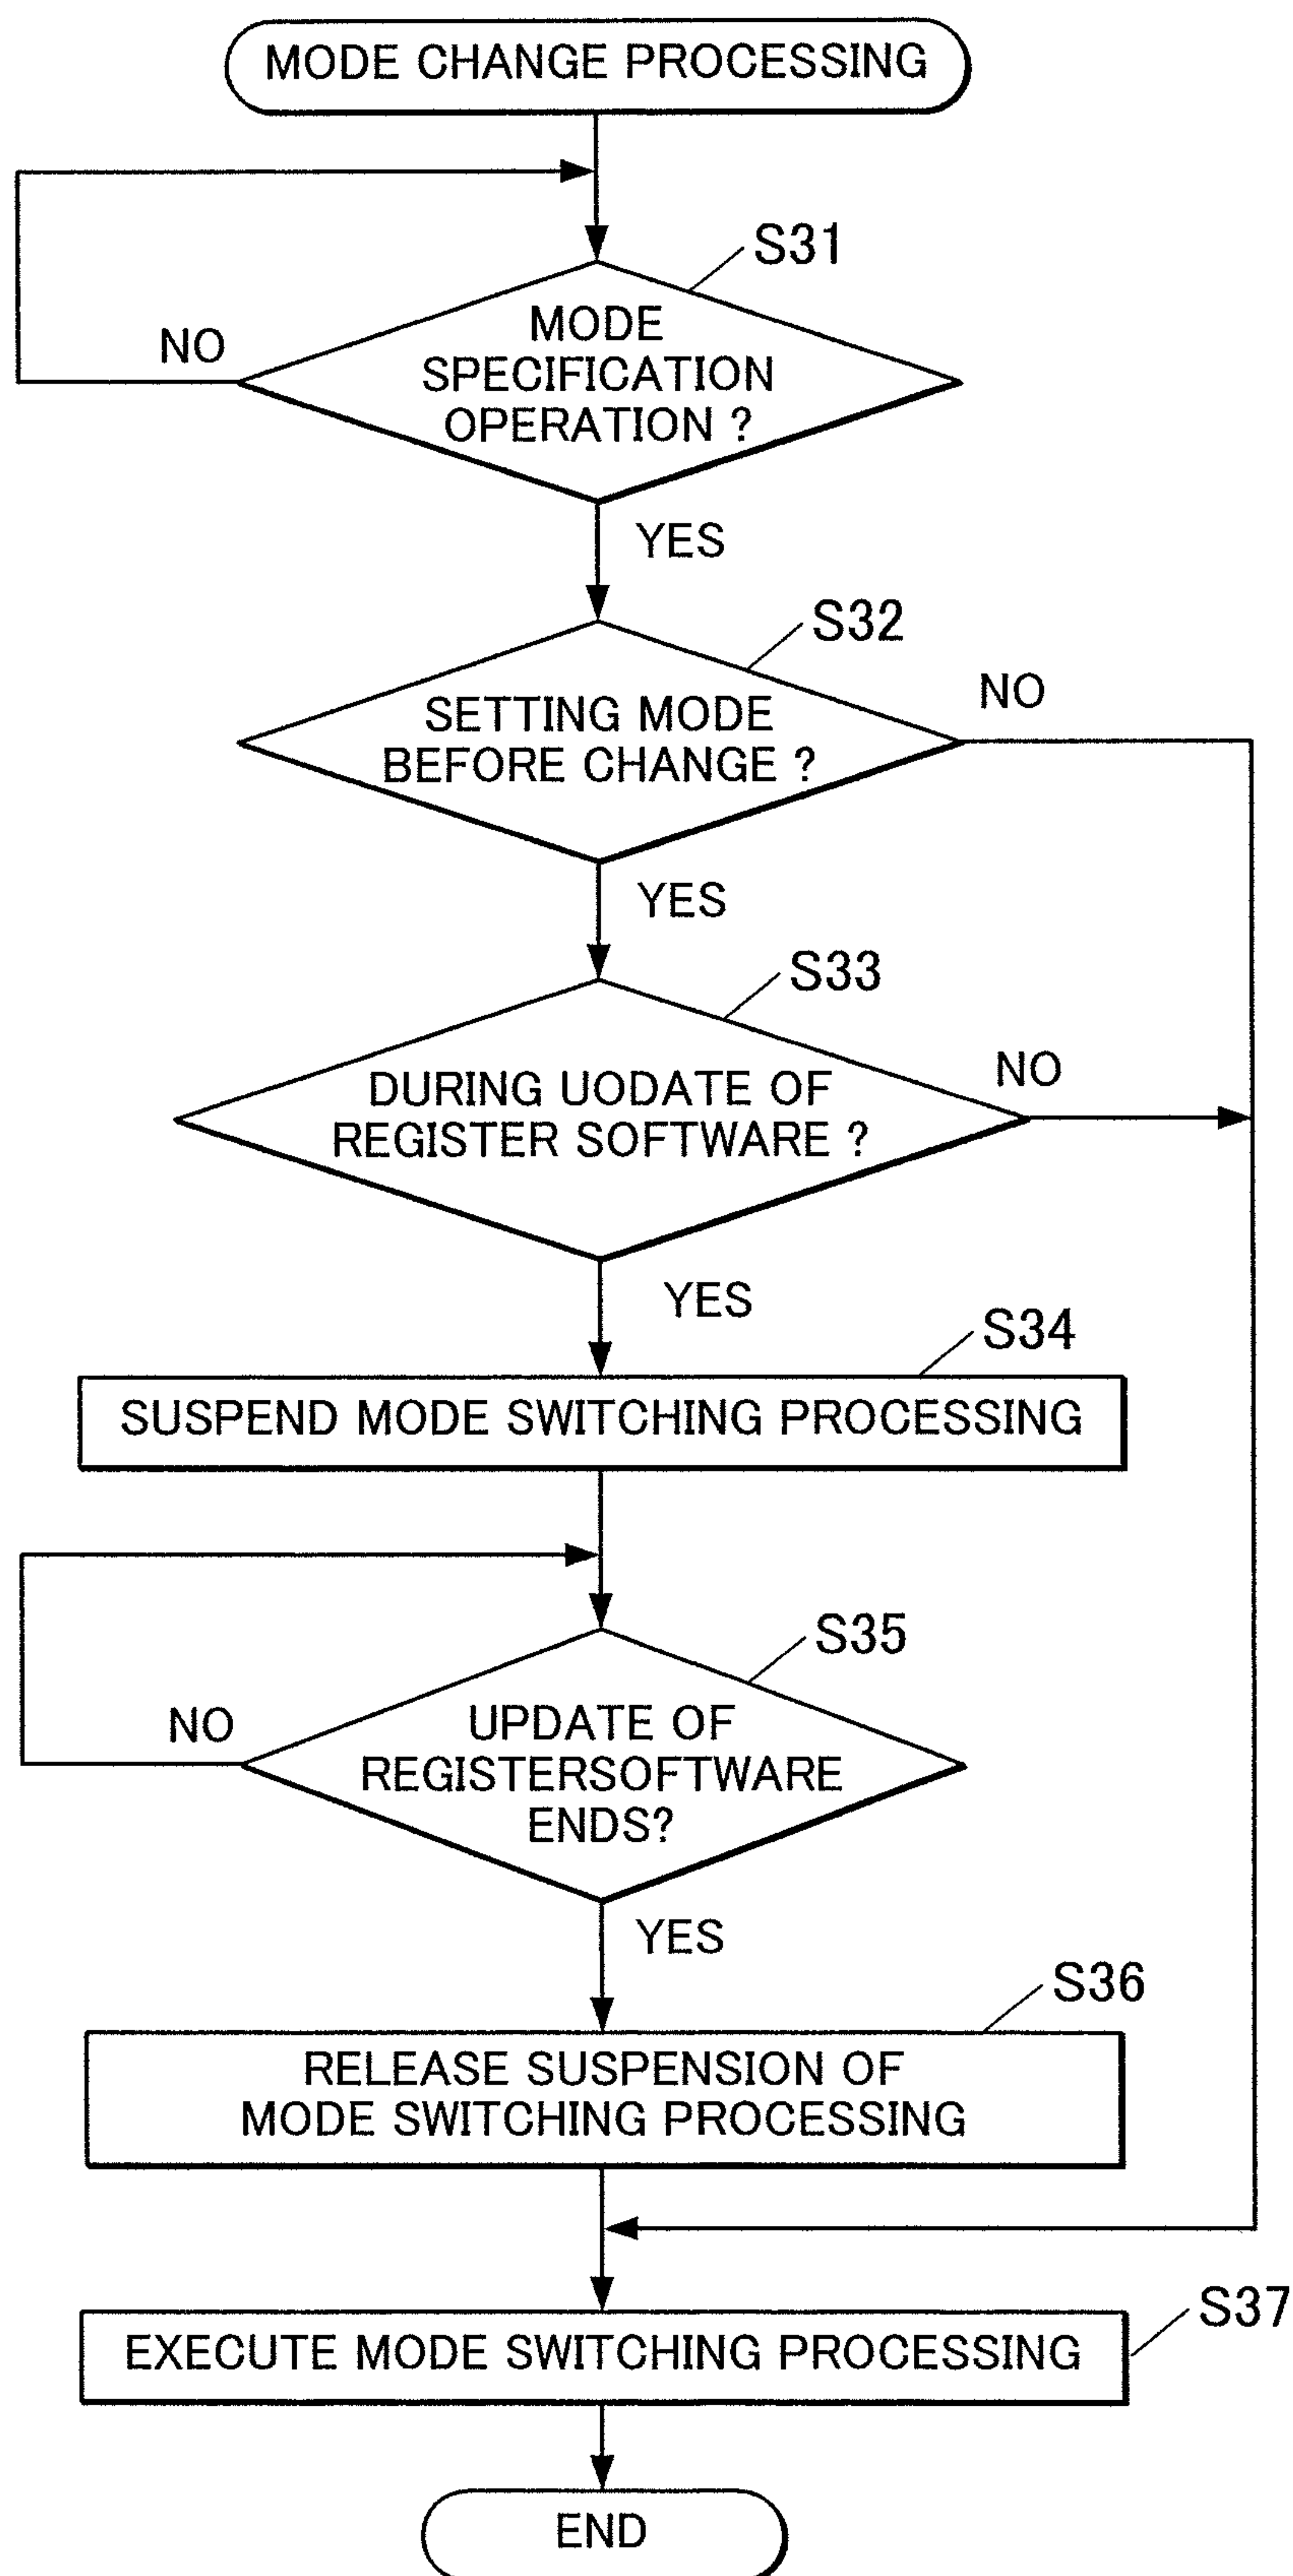 MODE CHANGE PROCESSING
S31
NO
MODE
SPECIFICATION
OPERATION ?
YES
S32
NO
SETTING MODE
BEFORE CHANGE ?
YES
S33
NO
DURING UODATE OF
REGISTER SOFTWARE ?
YES
S34
SUSPEND MODE SWITCHING PROCESSING
S35
NO
UPDATE OF
REGISTERSOFTWARE
ENDS?
YES
S36
RELEASE SUSPENSION OF
MODE SWITCHING PROCESSING
S37
EXECUTE MODE SWITCHING PROCESSING
END